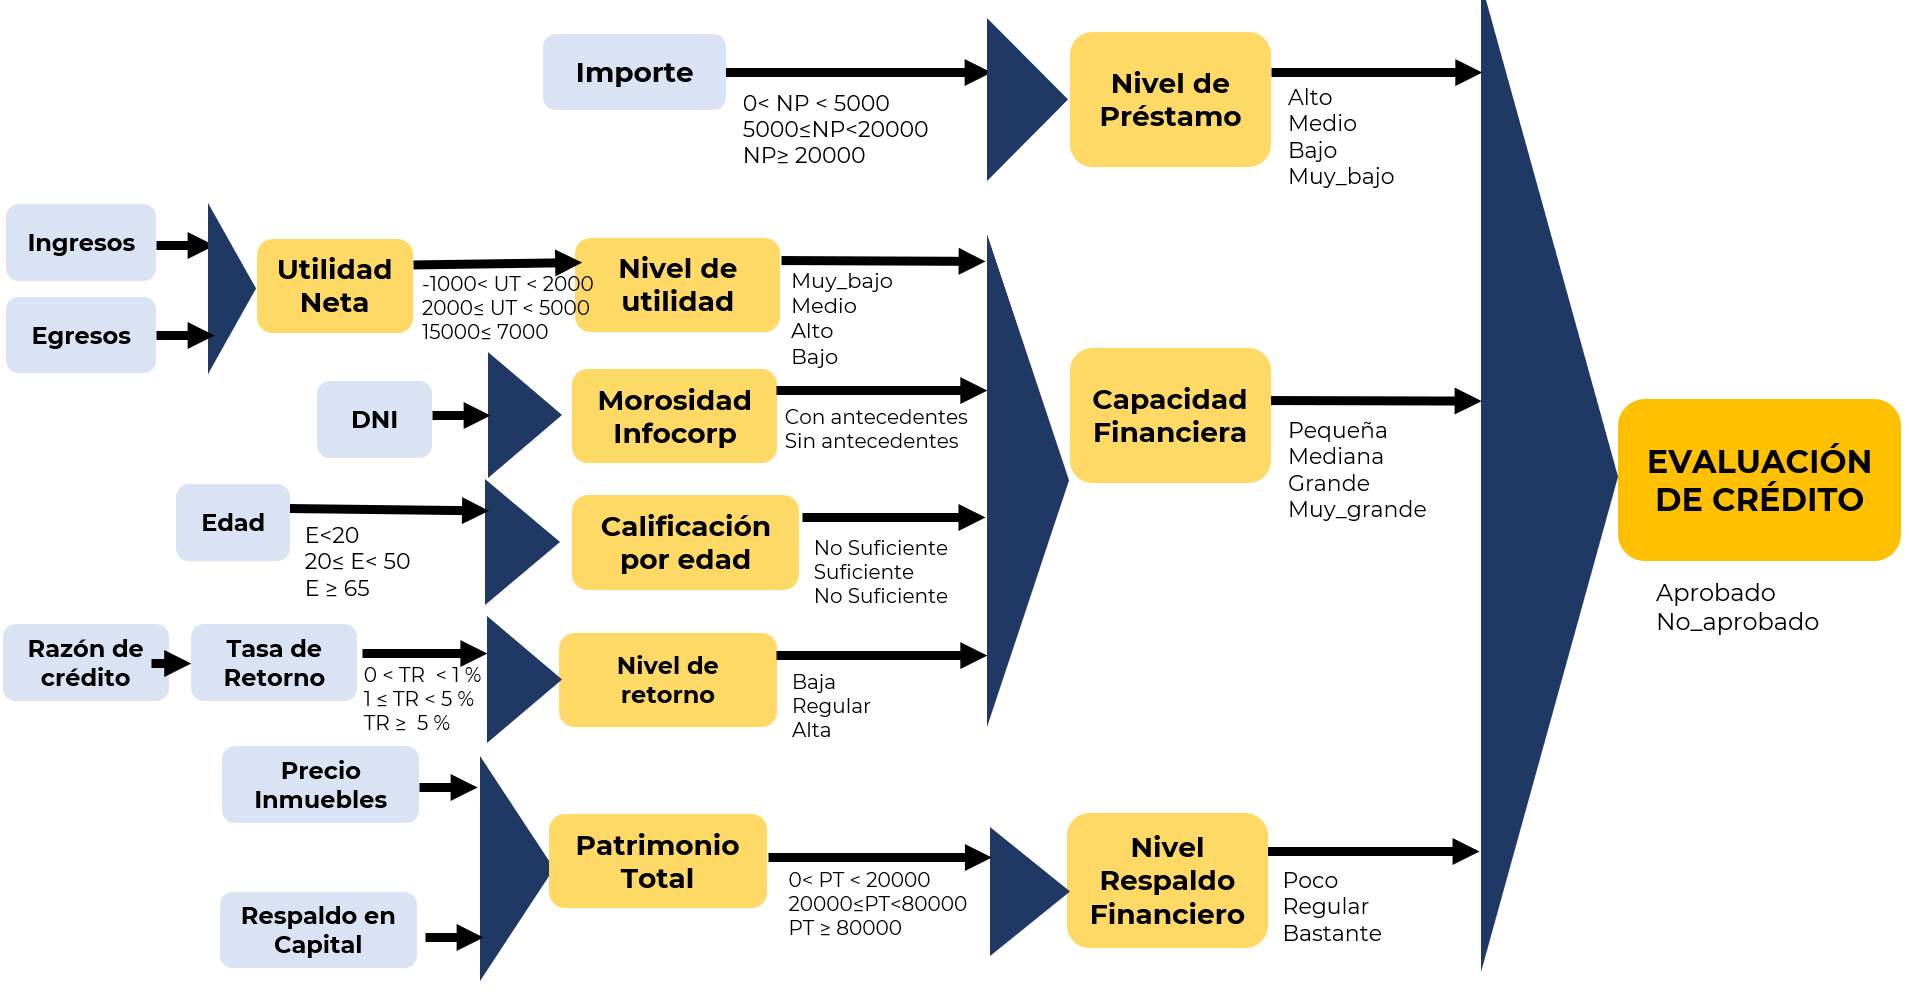 Importe
0< NP < 5000
5000≤NP<20000
NP≥ 20000
Nivel de
Préstamo
Alto
Medio
Bajo
Muy_bajo
Ingresos
Egresos
Utilidad
Neta
-1000< UT < 2000
2000≤ UT < 5000
15000≤ 7000
Nivel de
utilidad
Muy_bajo
Medio
Alto
Bajo
DNI
Morosidad
Infocorp
Con antecedentes
Sin antecedentes
Capacidad
Financiera
Pequeña
Mediana
Grande
Muy_grande
EVALUACIÓN
DE CRÉDITO
Aprobado
No_aprobado
Edad
E<20
20≤ E< 50
E ≥ 65
Calificación
por edad
No Suficiente
Suficiente
No Suficiente
Razón de
crédito
Tasa de
Retorno
0 < TR < 1 %
1 ≤ TR < 5 %
TR ≥ 5 %
Nivel de
retorno
Baja
Regular
Alta
Precio
Inmuebles
Respaldo en
Capital
Patrimonio
Total
0< PT < 20000
20000≤PT<80000
PT ≥ 80000
Nivel
Respaldo
Financiero
Poco
Regular
Bastante